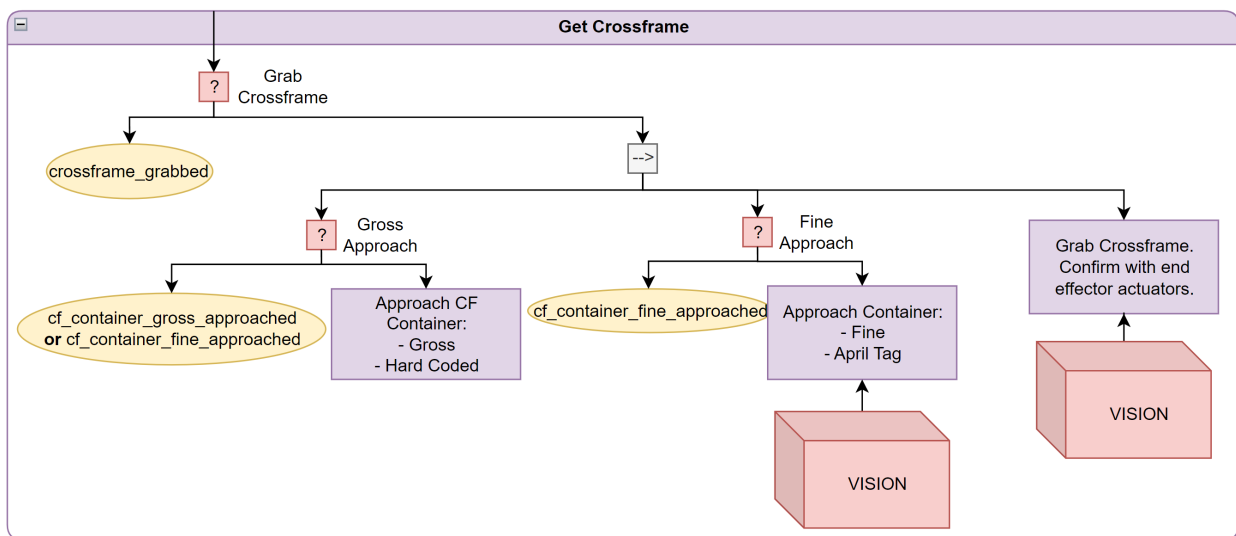 Get Crossframe
?
Grab
Crossframe
crossframe_grabbed
-->
?
Gross
Approach
?
Fine
Approach
Grab Crossframe.
Confirm with end
effector actuators.
cf_container_gross_approached
or cf_container_fine_approached
Approach CF
Container:
- Gross
- Hard Coded
cf_container_fine_approached
Approach Container:
- Fine
- April Tag
VISION
VISION